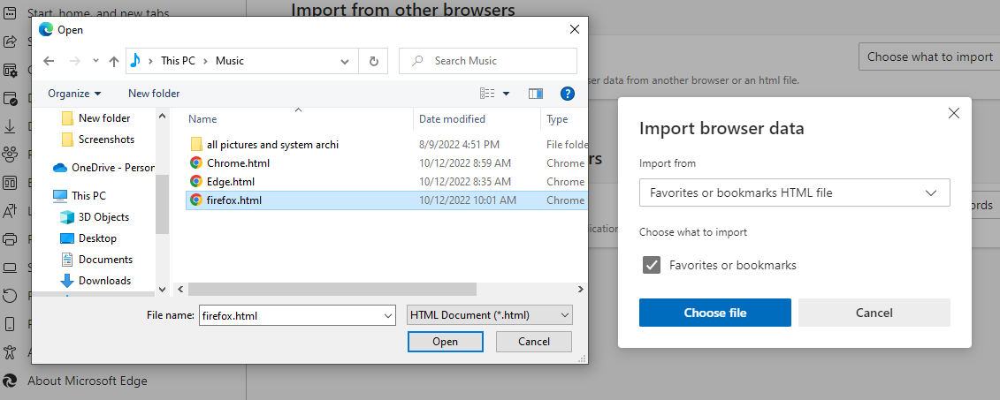 Start, home, and new tabs
Import from other browsers
Open
This PC
Music
Search Music
Choose what to import
ser data from another browser or an html file.
Organize
New folder
Name
Date modified
Type
New folder
Screenshots
OneDrive - Person
This PC
3D Objects
Desktop
Documents
Downloads
all pictures and system archi
8/9/2022 4:51 PM
File folde
Chrome.html
10/12/2022 8:59 AM
Chrome
Edge.html
10/12/2022 8:35 AM
Chrome
firefox.html
10/12/2022 10:01 AM
Chrome
File name:
firefox.html
HTML Document (*.html)
Open
Cancel
About Microsoft Edge
Import browser data
Import from
Favorites or bookmarks HTML file
Choose what to import
Favorites or bookmarks
Choose file
Cancel
rs
ords